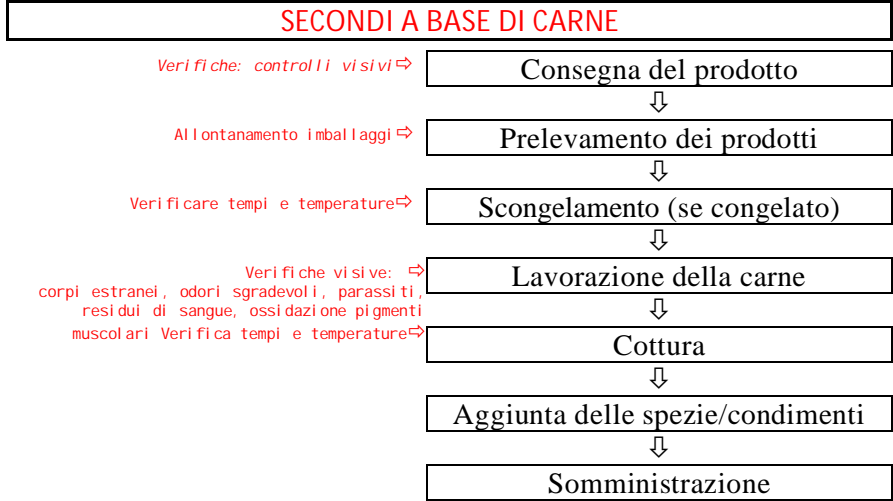 SECONDI A BASE DI CARNE
Verifiche: controlli visivi⇨ Consegna del prodotto
⇩
Allontanamento imballaggi⇨ Prelevamento dei prodotti
⇩
Verificare tempi e temperature⇨ Scongelamento (se congelato)
⇩
Verifiche visive: ⇨ Lavorazione della carne
corpi estranei, odori sgradevoli, parassiti,
residui di sangue, ossidazione pigmenti
⇩
muscolari Verifica tempi e temperature⇨ Cottura
⇩
Aggiunta delle spezie/condimenti
⇩
Somministrazione